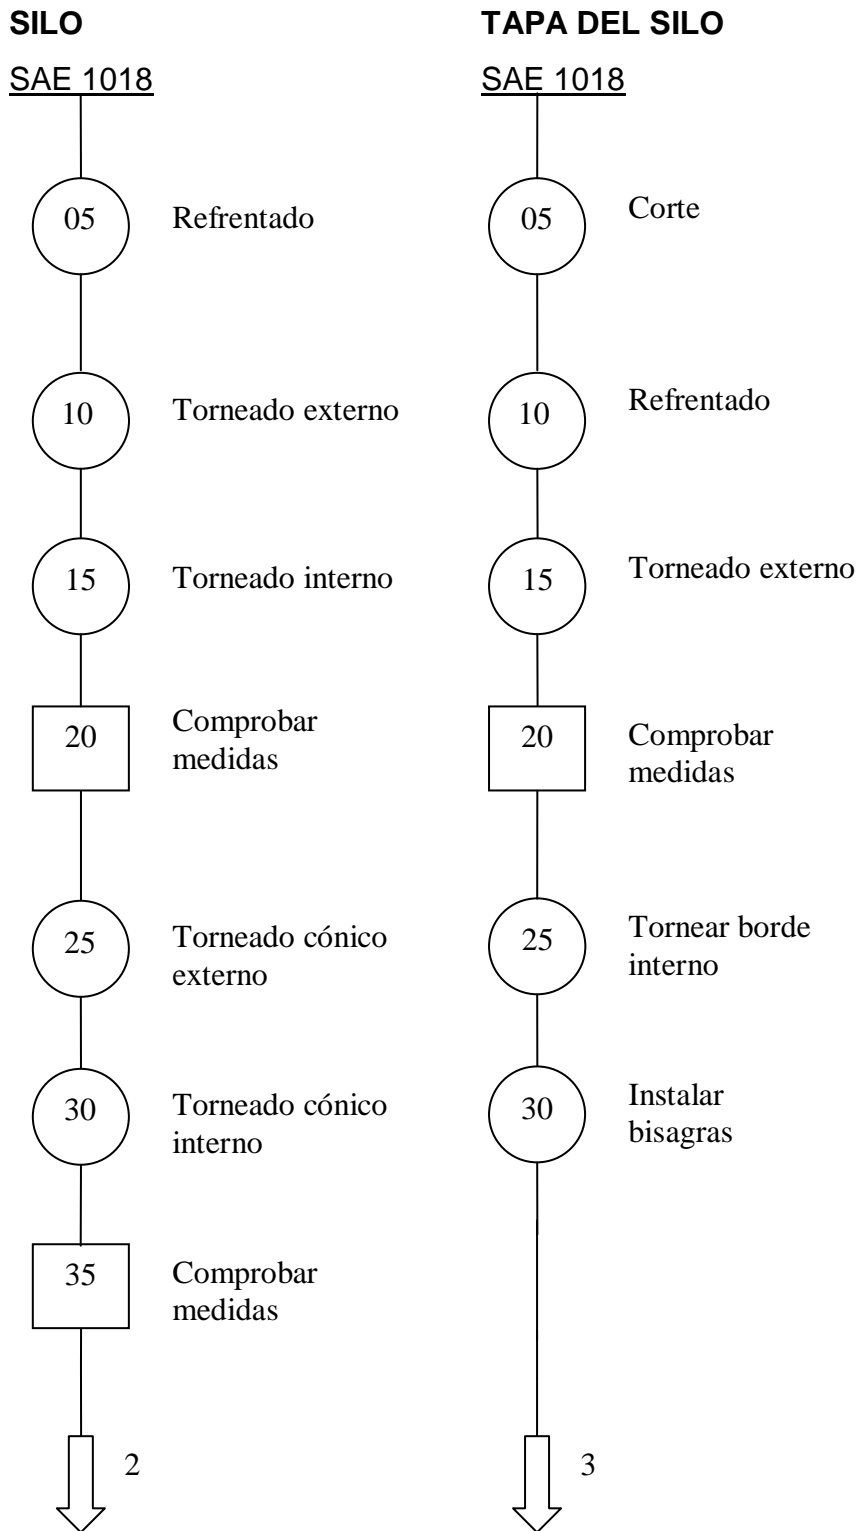 SILO
SAE 1018
05
Refrentado
10
Torneado externo
15
Torneado interno
20
Comprobar
medidas
25
Torneado cónico
externo
30
Torneado cónico
interno
35
Comprobar
medidas
2
TAPA DEL SILO
SAE 1018
05
Corte
10
Refrentado
15
Torneado externo
20
Comprobar
medidas
25
Tornear borde
interno
30
Instalar
bisagras
3